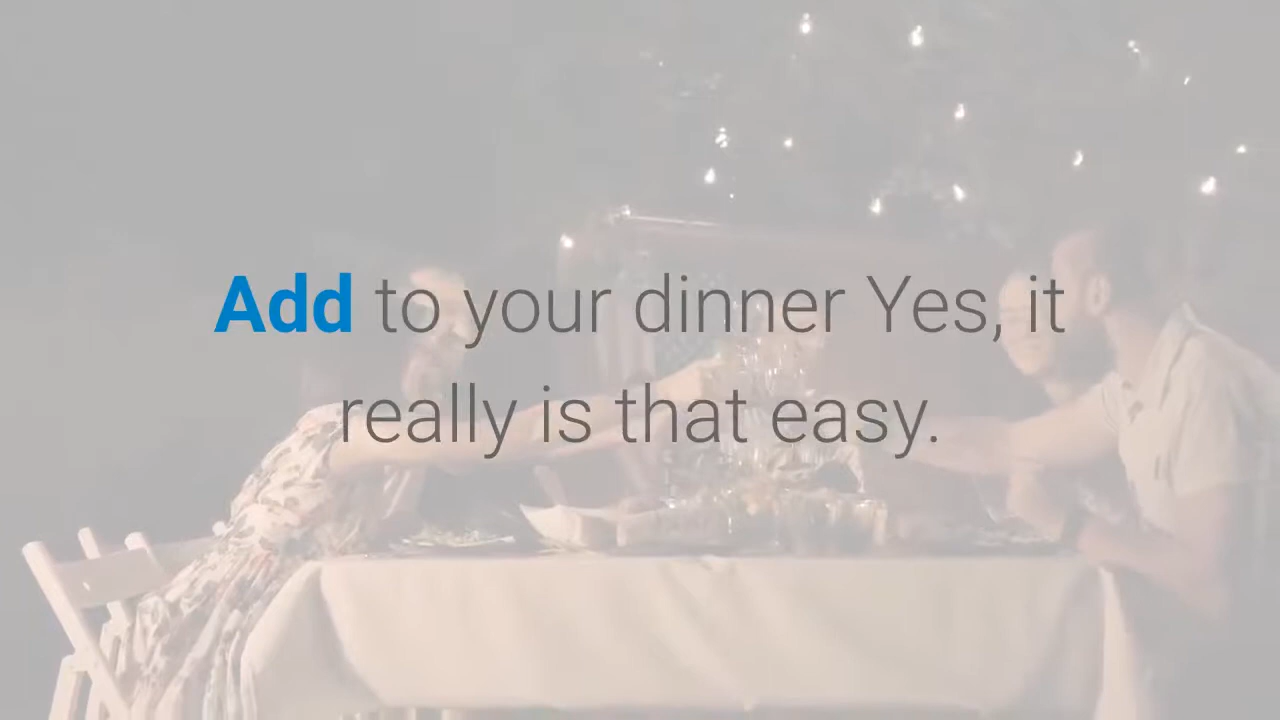 Add to your dinner Yes, it
really is that easy.